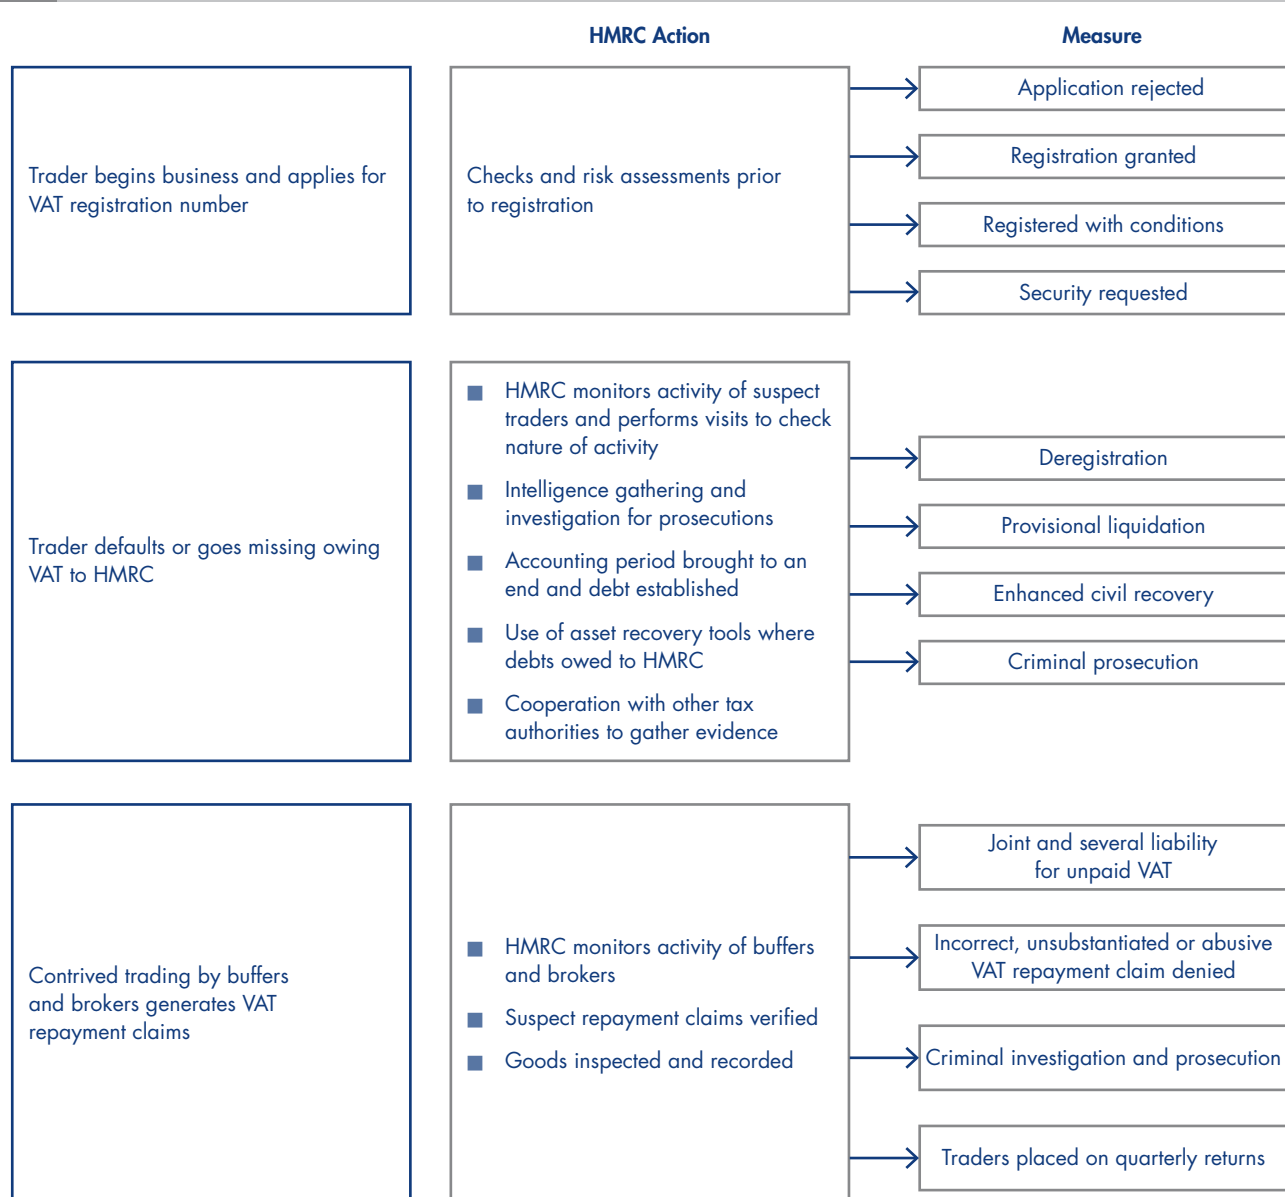 HMRC Action
Measure
Trader begins business and applies for
VAT registration number
Checks and risk assessments prior
to registration
Application rejected
Registration granted
Registered with conditions
Security requested
Trader defaults or goes missing owing
VAT to HMRC
HMRC monitors activity of suspect
traders and performs visits to check
nature of activity
Intelligence gathering and
investigation for prosecutions
Accounting period brought to an
end and debt established
Use of asset recovery tools where
debts owed to HMRC
Cooperation with other tax
authorities to gather evidence
Deregistration
Provisional liquidation
Enhanced civil recovery
Criminal prosecution
Contrived trading by buffers
and brokers generates VAT
repayment claims
HMRC monitors activity of buffers
and brokers
Suspect repayment claims verified
Goods inspected and recorded
Joint and several liability
for unpaid VAT
Incorrect, unsubstantiated or abusive
VAT repayment claim denied
Criminal investigation and prosecution
Traders placed on quarterly returns